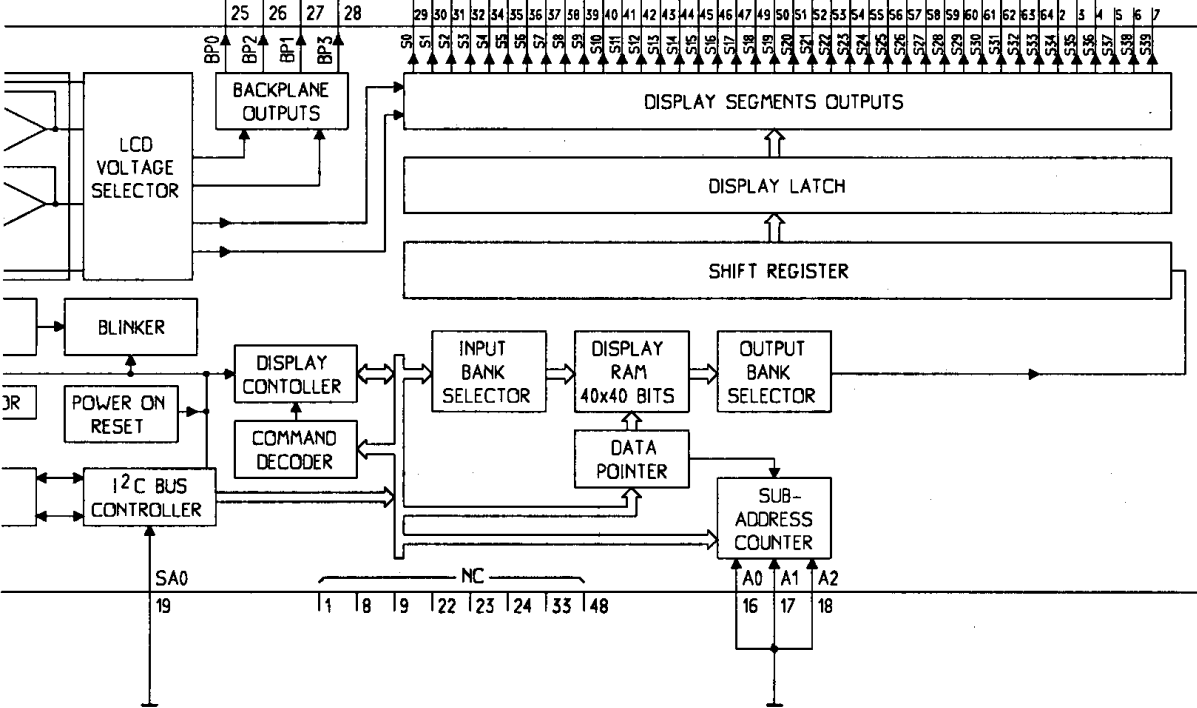 25 26 27 28 29 30 31 32 34 35 36 37 38 39 40 41 42 43 44 45 46 47 49 50 51 52 53 54 55 56 57 58 59 60 61 62 63 64 2 3 4 5 6 7
BP0 BP2 BP1 BP3 S0 S1 S2 S3 S4 S5 S6 S7 S8 S9 S10 S11 S12 S13 S14 S15 S16 S17 S18 S19 S20 S21 S22 S23 S24 S25 S26 S27 S28 S29 S30 S31 S32 S33 S34 S35 S36 S37 S38 S39
BACKPLANE
OUTPUTS
DISPLAY SEGMENTS OUTPUTS
LCD
VOLTAGE
SELECTOR
DISPLAY LATCH
SHIFT REGISTER
BLINKER
DISPLAY
CONTOLLER
INPUT
BANK
SELECTOR
DISPLAY
RAM
40x40 BITS
OUTPUT
BANK
SELECTOR
OR
POWER ON
RESET
COMMAND
DECODER
DATA
POINTER
I²C BUS
CONTROLLER
SUB-
ADDRESS
COUNTER
SA0
NC
A0 A1 A2
19
1 8 9 22 23 24 33 48
16 17 18